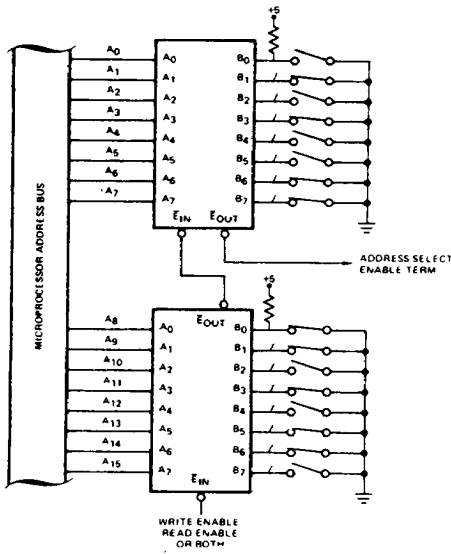 +5
A0
A1
A2
A3
A4
A5
A6
A7
A0
A1
A2
A3
A4
A5
A6
A7
B0
B1
B2
B3
B4
B5
B6
B7
EIN
EOUT
MICROPROCESSOR ADDRESS BUS
ADDRESS SELECT
ENABLE TERM
+5
A8
A9
A10
A11
A12
A13
A14
A15
EOUT
A0
A1
A2
A3
A4
A5
A6
A7
B0
B1
B2
B3
B4
B5
B6
B7
EIN
WRITE ENABLE
READ ENABLE
OR BOTH